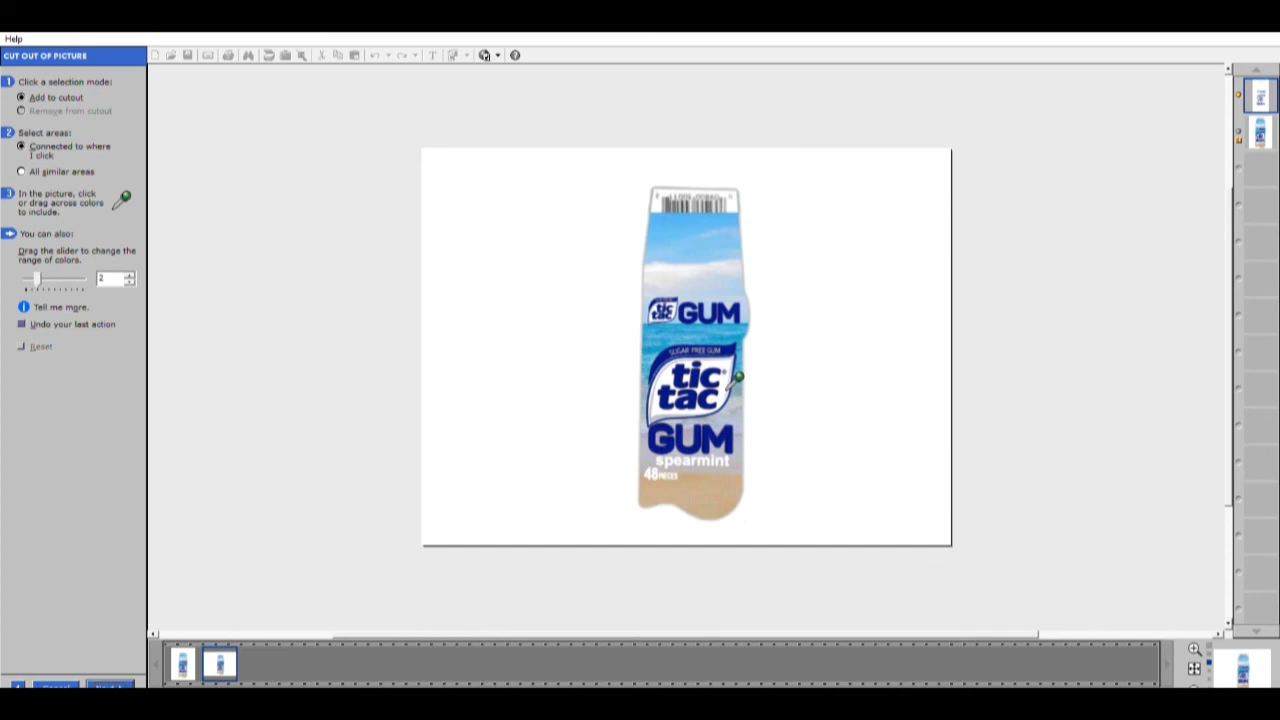 Help
CUT OUT OF PICTURE
1 Click a selection mode:
Add to cutout
Remove from cutout
2 Select areas:
Connected to where
I click
All similar areas
3 In the picture, click
or drag across colors
to include.
You can also:
Drag the slider to change the
range of colors.
2
Tell me more.
Undo your last action
Reset
Cancel
Next
tic
tac
GUM
SUGAR FREE GUM
tic
tac
GUM
spearmint
48 PIECES